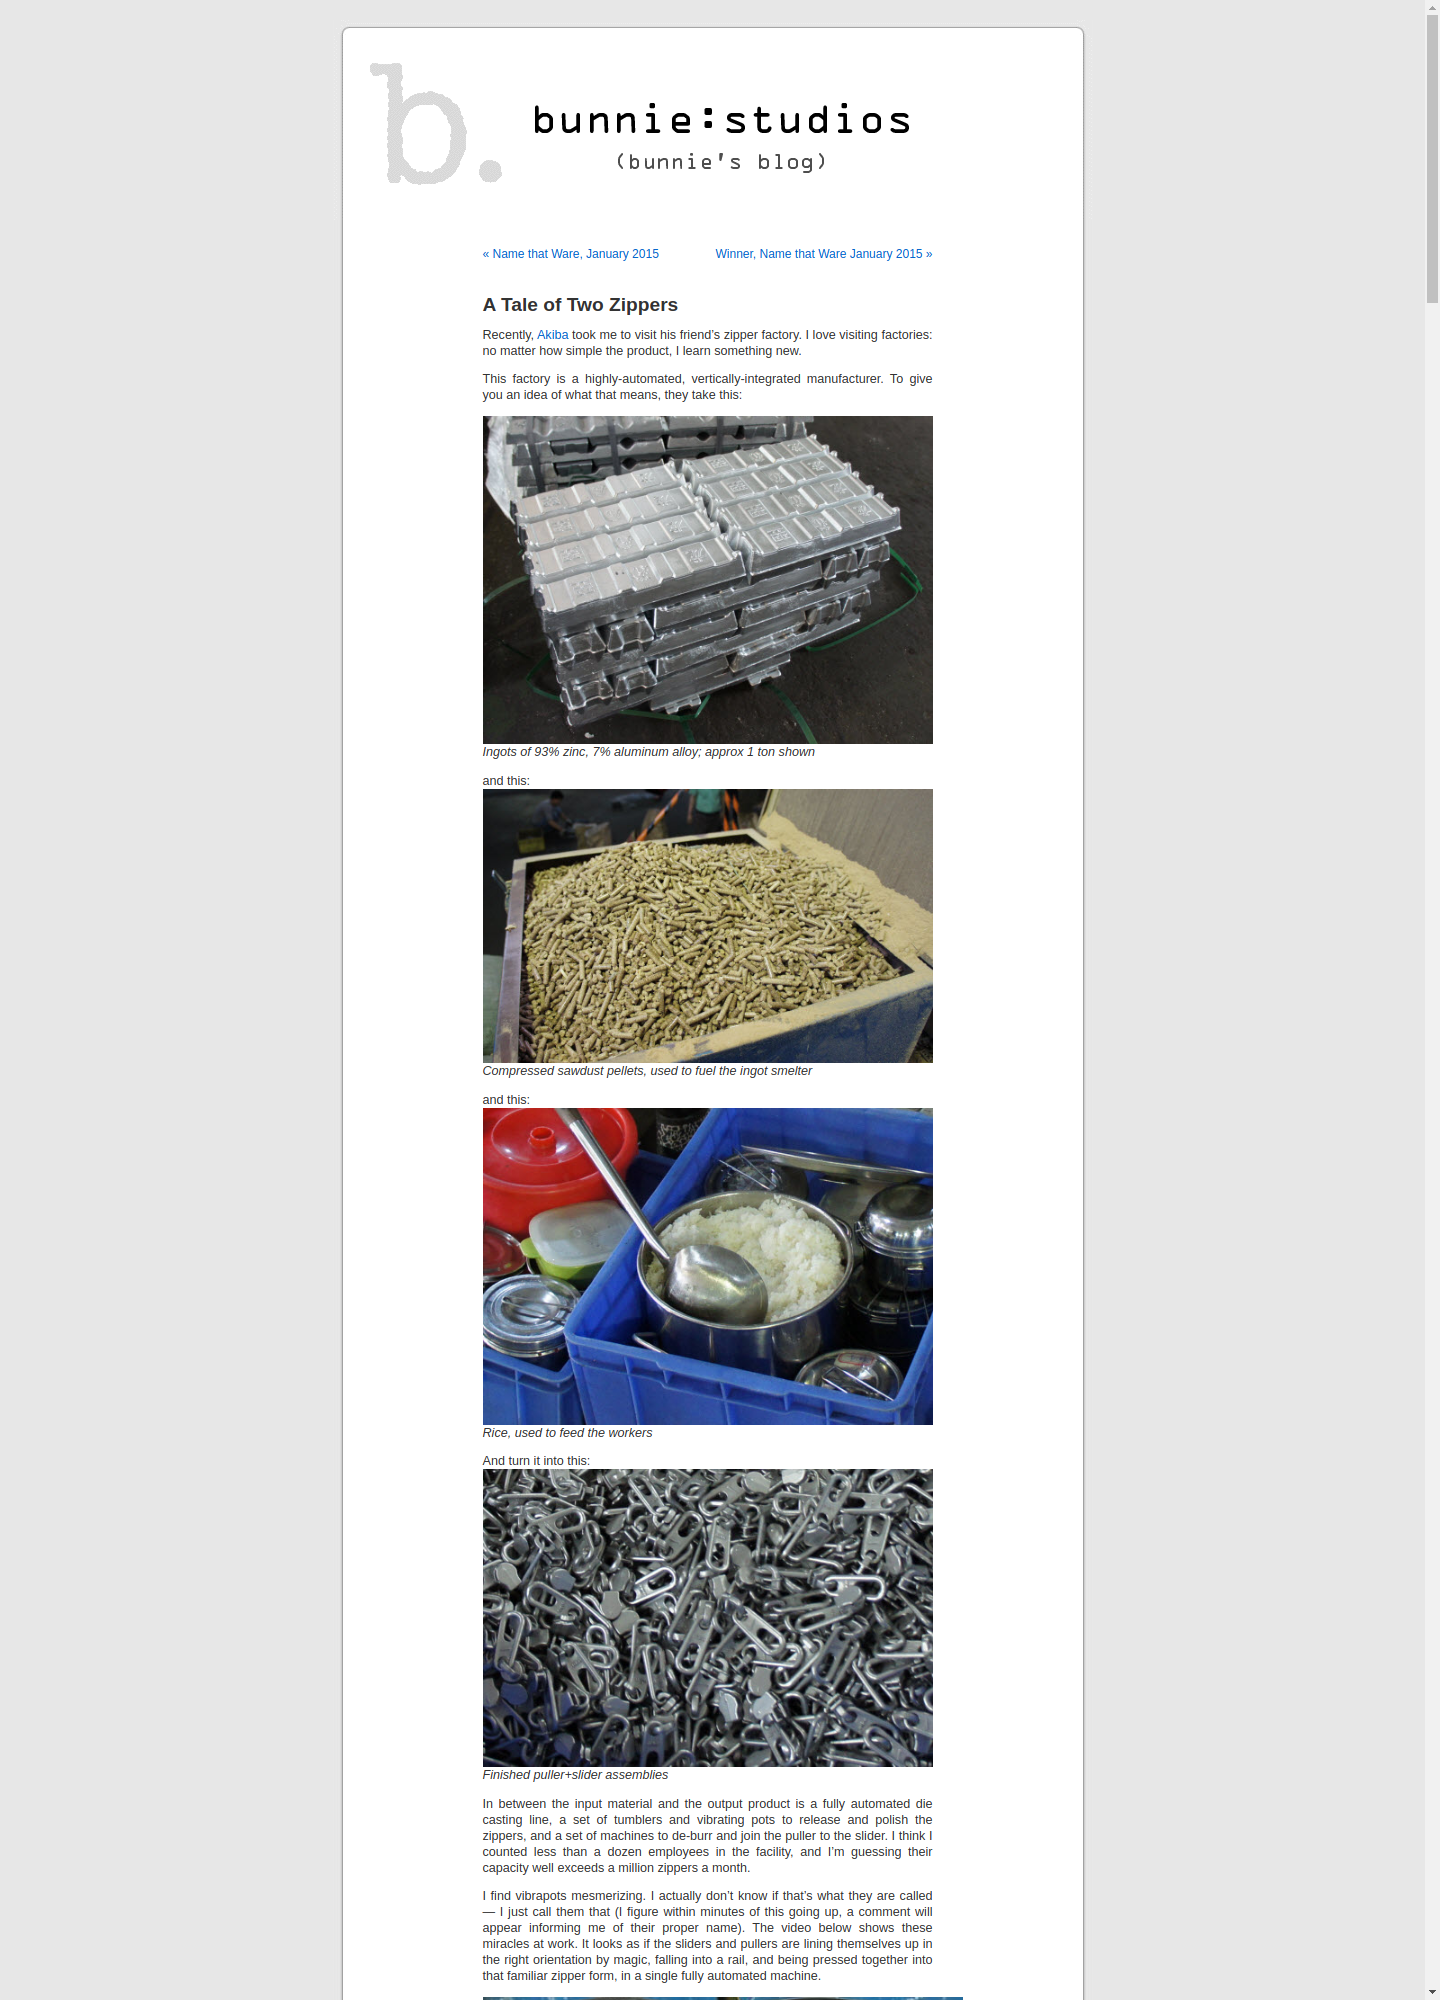 b.
bunnie:studios
(bunnie's blog)
« Name that Ware, January 2015
Winner, Name that Ware January 2015 »
A Tale of Two Zippers
Recently, Akiba took me to visit his friend’s zipper factory. I love visiting factories:
no matter how simple the product, I learn something new.
This factory is a highly-automated, vertically-integrated manufacturer. To give
you an idea of what that means, they take this:
Ingots of 93% zinc, 7% aluminum alloy; approx 1 ton shown
and this:
Compressed sawdust pellets, used to fuel the ingot smelter
and this:
Rice, used to feed the workers
And turn it into this:
Finished puller+slider assemblies
In between the input material and the output product is a fully automated die
casting line, a set of tumblers and vibrating pots to release and polish the
zippers, and a set of machines to de-burr and join the puller to the slider. I think I
counted less than a dozen employees in the facility, and I’m guessing their
capacity well exceeds a million zippers a month.
I find vibrapots mesmerizing. I actually don’t know if that’s what they are called
— I just call them that (I figure within minutes of this going up, a comment will
appear informing me of their proper name). The video below shows these
miracles at work. It looks as if the sliders and pullers are lining themselves up in
the right orientation by magic, falling into a rail, and being pressed together into
that familiar zipper form, in a single fully automated machine.